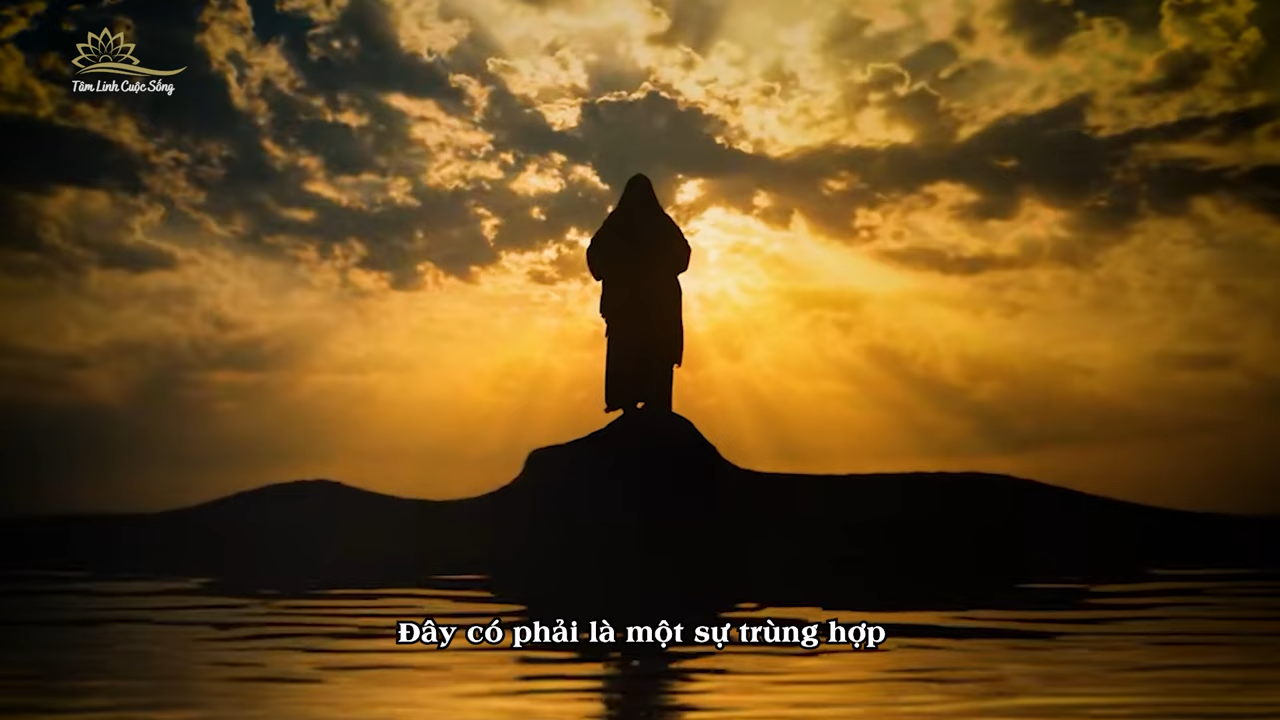 Tâm Linh Cuộc Sống
Đây có phải là một sự trùng hợp